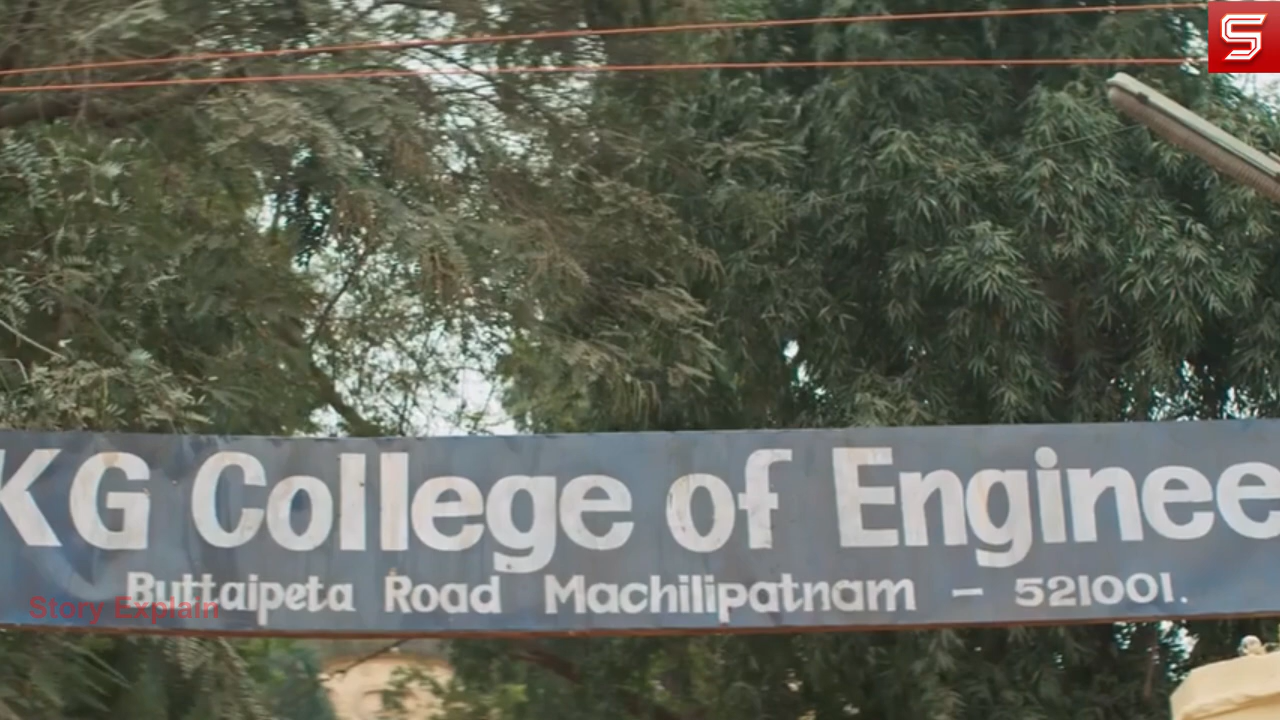 S
KG College of Enginee
Buttaipeta Road Machilipatnam - 521001.
Story Explain